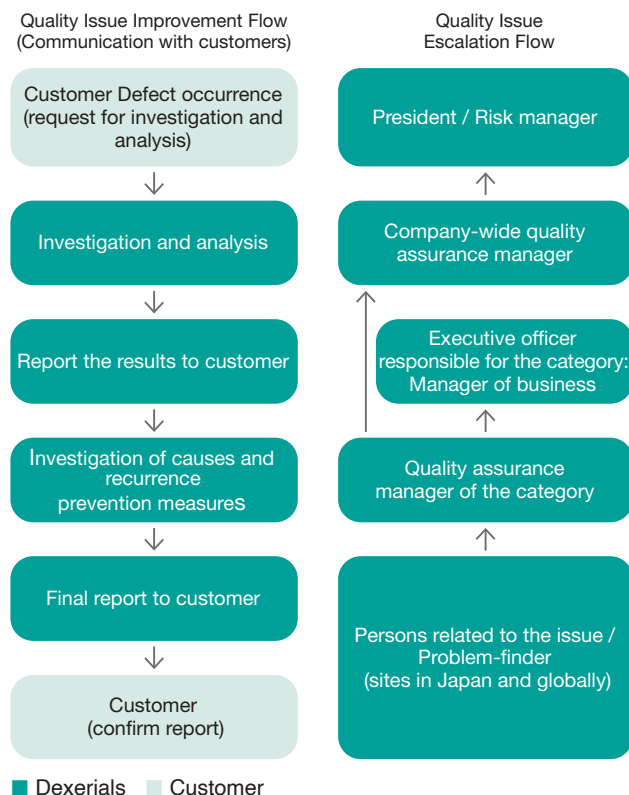 Quality Issue Improvement Flow
(Communication with customers)
Customer Defect occurrence
(request for investigation and
analysis)
Investigation and analysis
Report the results to customer
Investigation of causes and
recurrence
prevention measures
Final report to customer
Customer
(confirm report)
Quality Issue
Escalation Flow
President / Risk manager
Company-wide quality
assurance manager
Executive officer
responsible for the category:
Manager of business
Quality assurance
manager of the category
Persons related to the issue /
Problem-finder
(sites in Japan and globally)
Dexerials
Customer